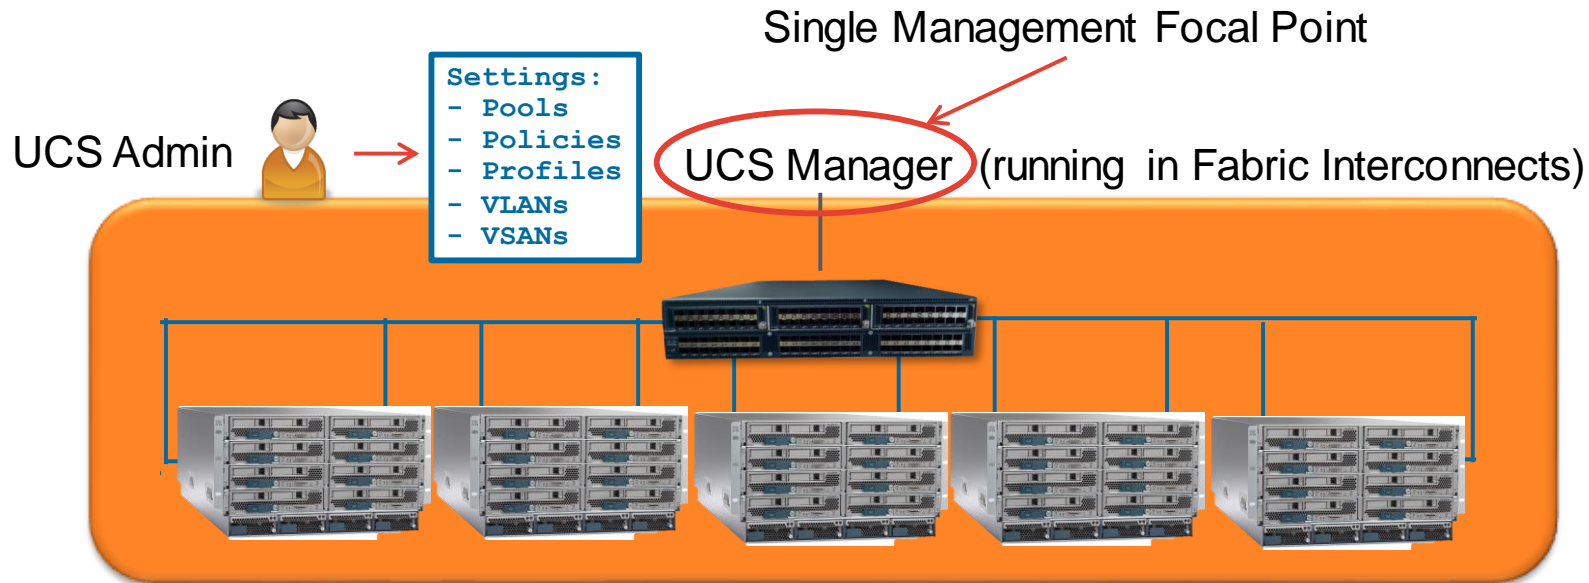 Single Management Focal Point
Settings:
- Pools
- Policies
- Profiles
- VLANs
- VSANs
UCS Admin
UCS Manager (running in Fabric Interconnects)